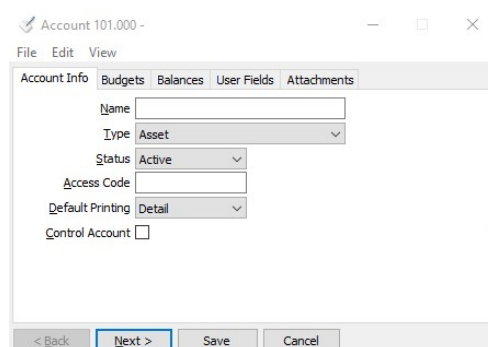 Account 101.000 -
File Edit View
Account Info Budgets Balances User Fields Attachments
Name
Type Asset
Status Active
Access Code
Default Printing Detail
Control Account
< Back Next > Save Cancel